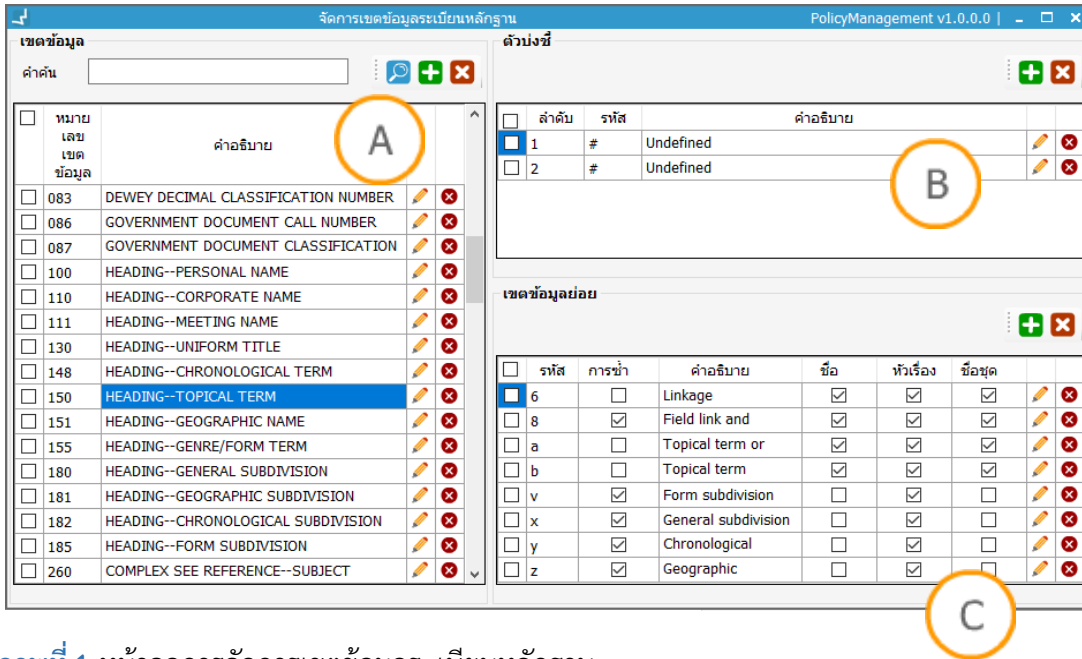 จัดการเขตข้อมูลระเบียนหลักฐาน PolicyManagement v1.0.0.0 |
เขตข้อมูล
คำค้น
หมายเลขเขตข้อมูล คำอธิบาย
A
083 DEWEY DECIMAL CLASSIFICATION NUMBER
086 GOVERNMENT DOCUMENT CALL NUMBER
087 GOVERNMENT DOCUMENT CLASSIFICATION
100 HEADING--PERSONAL NAME
110 HEADING--CORPORATE NAME
111 HEADING--MEETING NAME
130 HEADING--UNIFORM TITLE
148 HEADING--CHRONOLOGICAL TERM
150 HEADING--TOPICAL TERM
151 HEADING--GEOGRAPHIC NAME
155 HEADING--GENRE/FORM TERM
180 HEADING--GENERAL SUBDIVISION
181 HEADING--GEOGRAPHIC SUBDIVISION
182 HEADING--CHRONOLOGICAL SUBDIVISION
185 HEADING--FORM SUBDIVISION
260 COMPLEX SEE REFERENCE--SUBJECT
ตัวบ่งชี้
ลำดับ รหัส คำอธิบาย
1 # Undefined
2 # Undefined
B
เขตข้อมูลย่อย
รหัส การซ้ำ คำอธิบาย ชื่อ หัวเรื่อง ชื่อชุด
6 Linkage
8 Field link and
a Topical term or
b Topical term
v Form subdivision
x General subdivision
y Chronological
z Geographic
C